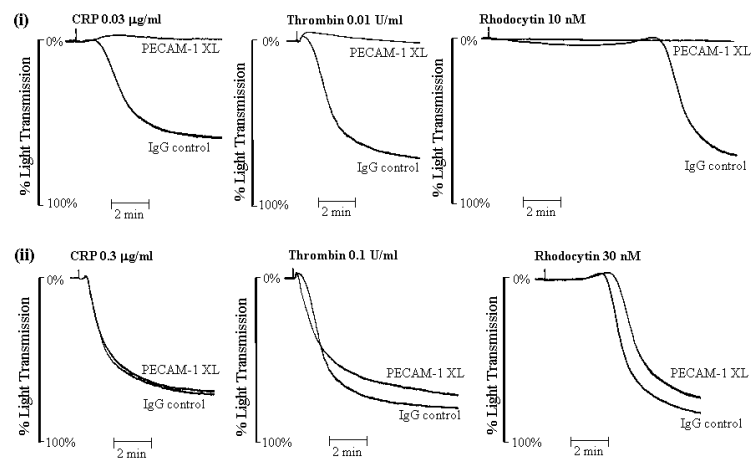 (i)
CRP 0.03 µg/ml
0%
% Light Transmission
100%
PECAM-1 XL
IgG control
2 min
Thrombin 0.01 U/ml
0%
% Light Transmission
100%
PECAM-1 XL
IgG control
2 min
Rhodocytin 10 nM
0%
% Light Transmission
100%
PECAM-1 XL
IgG control
2 min
(ii)
CRP 0.3 µg/ml
0%
% Light Transmission
100%
PECAM-1 XL
IgG control
2 min
Thrombin 0.1 U/ml
0%
% Light Transmission
100%
PECAM-1 XL
IgG control
2 min
Rhodocytin 30 nM
0%
% Light Transmission
100%
PECAM-1 XL
IgG control
2 min